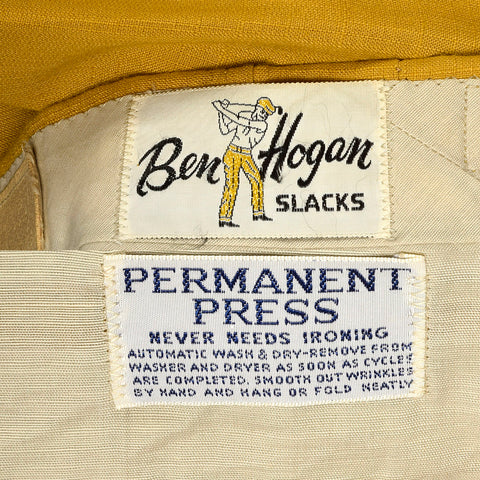 Ben Hogan
SLACKS
PERMANENT
PRESS
NEVER NEEDS IRONING
AUTOMATIC WASH & DRY-REMOVE FROM
WASHER AND DRYER AS SOON AS CYCLES
ARE COMPLETED. SMOOTH OUT WRINKLES
BY HAND AND HANG OR FOLD NEATLY